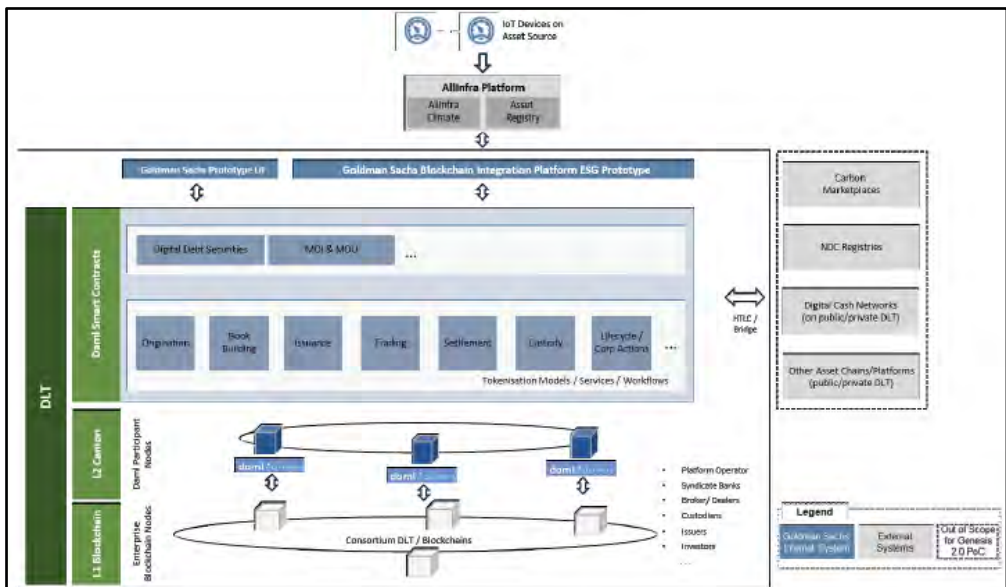 IoT Devices on
Asset Source
Allinfra Platform
Allinfra
Climate
Asset
Registry
Goldman Sachs Prototype UI
Goldman Sachs Blockchain Integration Platform ESG Prototype
DLT
Daml Smart Contracts
Digital Debt Securities
MOI & MOU
...
Origination
Book
Building
Issuance
Trading
Settlement
Custody
Lifecycle /
Corp Actions
...
Tokenisation Models / Services / Workflows
HTLC /
Bridge
Carbon
Marketplaces
NDC Registries
Digital Cash Networks
(on public/private DLT)
Other Asset Chains/Platforms
(public/private DLT)
L2 Canton
Daml Participant
Nodes
daml
daml
daml
L1 Blockchain
Enterprise
Blockchain Nodes
Consortium DLT / Blockchains
• Platform Operator
• Syndicate Banks
• Broker/ Dealers
• Custodians
• Issuers
• Investors
...
Legend
Goldman Sachs
Internal System
External
Systems
Out of Scope
for Genesis
2.0 PoC